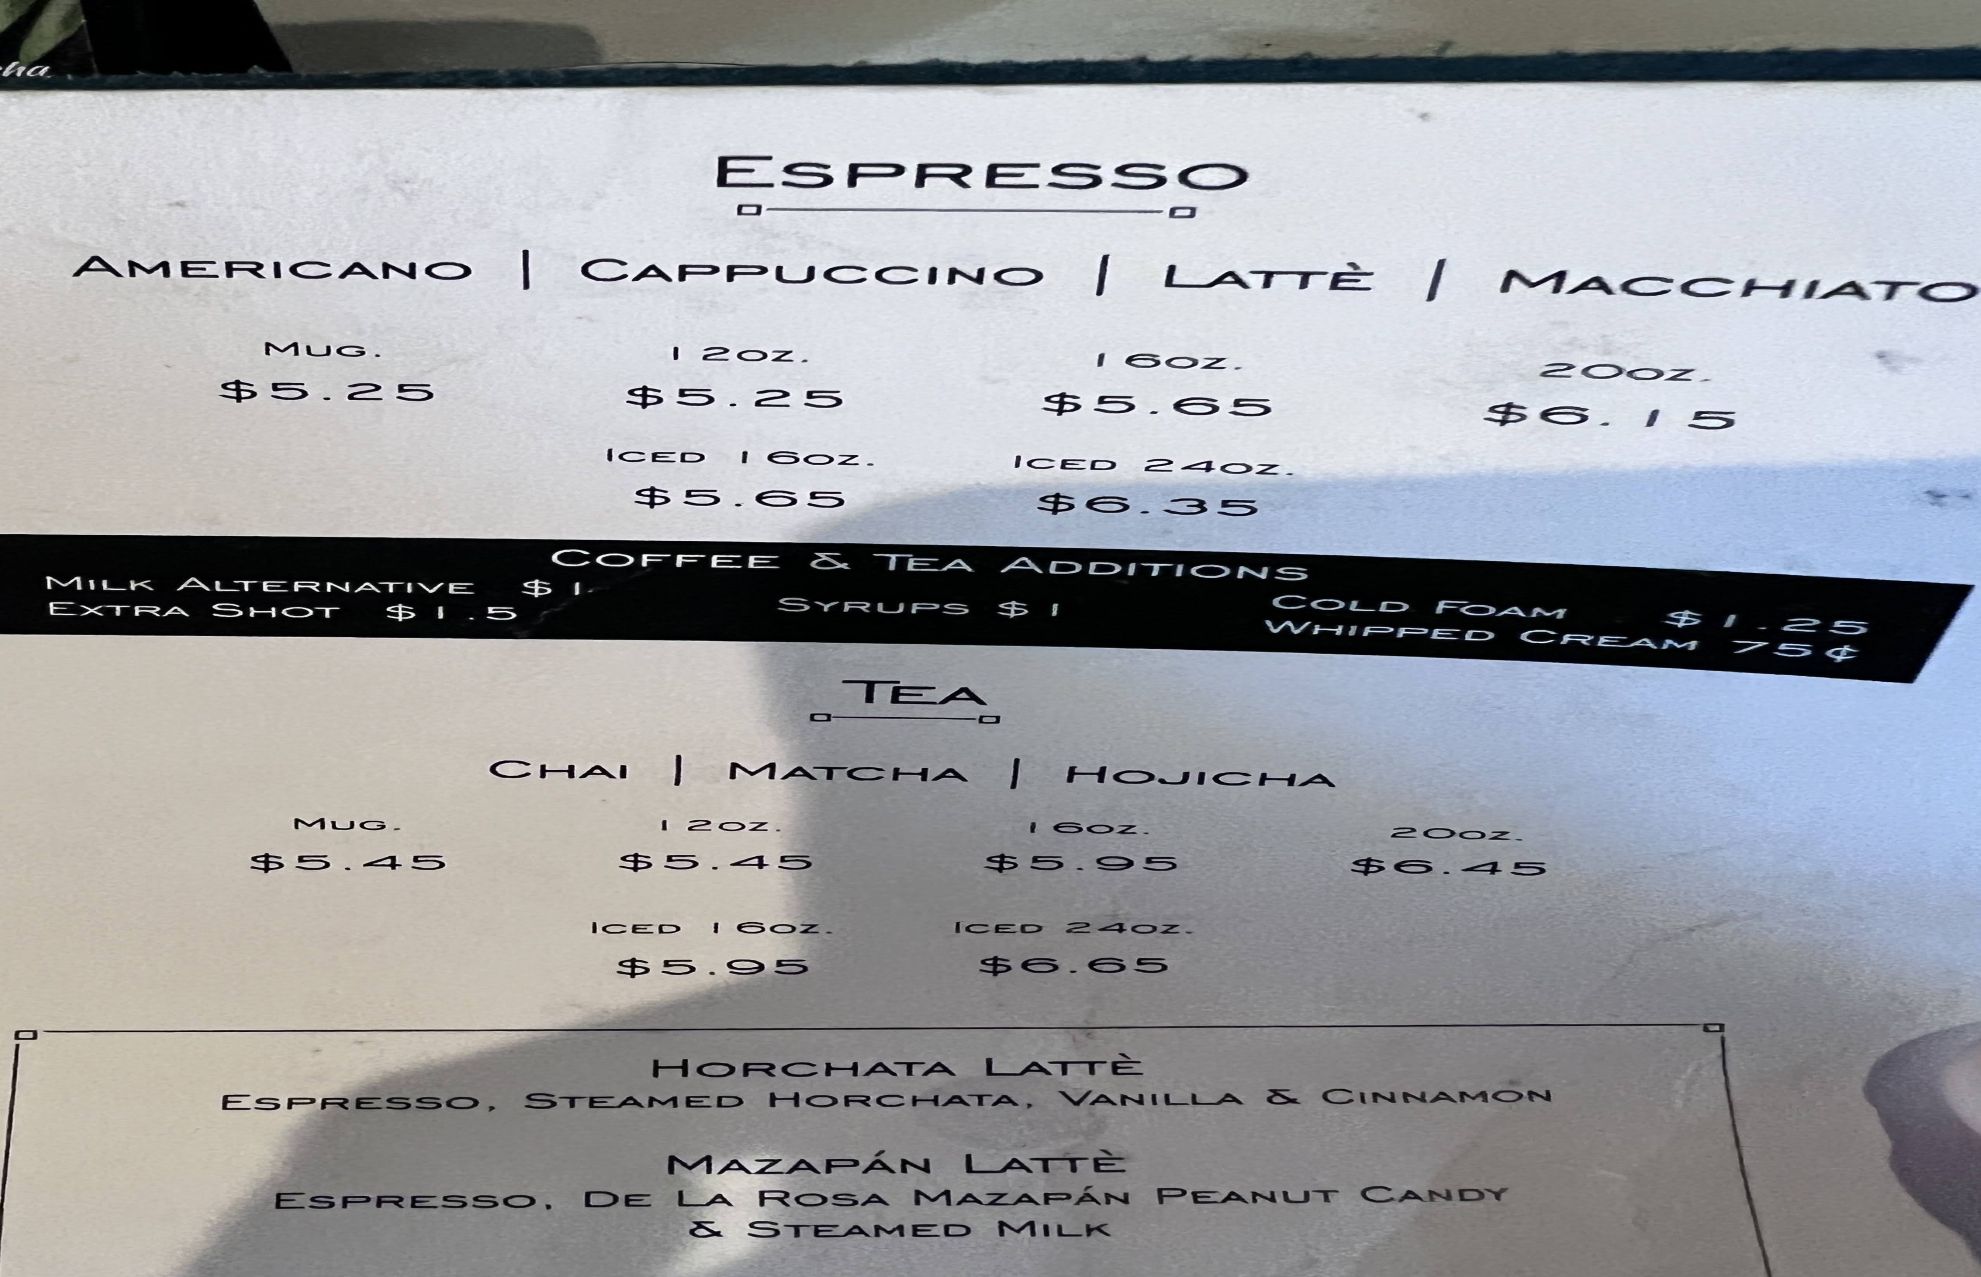 ESPRESSO
AMERICANO | CAPPUCCINO | LATTÈ | MACCHIATO
MUG. 12OZ. 16OZ. 20OZ.
$5.25 $5.25 $5.65 $6.15
ICED 16OZ. ICED 24OZ.
$5.65 $6.35
COFFEE & TEA ADDITIONS
MILK ALTERNATIVE $1
EXTRA SHOT $1.5
SYRUPS $1
COLD FOAM $1.25
WHIPPED CREAM 75¢
TEA
CHAI | MATCHA | HOJICHA
MUG. 12OZ. 16OZ. 20OZ.
$5.45 $5.45 $5.95 $6.45
ICED 16OZ. ICED 24OZ.
$5.95 $6.65
HORCHATA LATTÈ
ESPRESSO, STEAMED HORCHATA, VANILLA & CINNAMON
MAZAPÁN LATTÈ
ESPRESSO, DE LA ROSA MAZAPÁN PEANUT CANDY
& STEAMED MILK